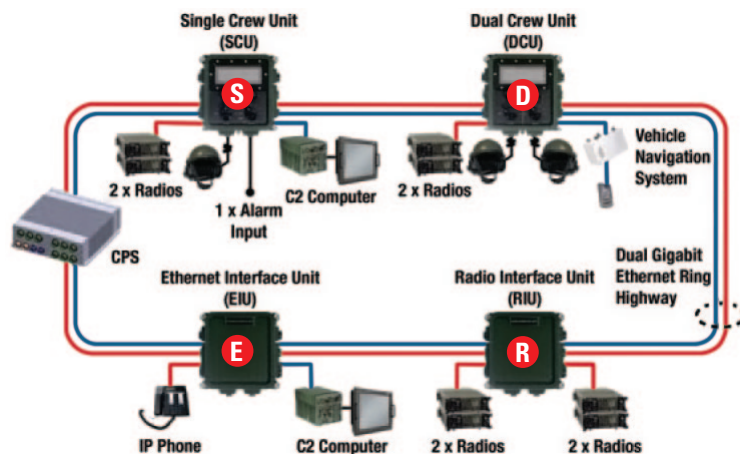 Single Crew Unit
(SCU)
Dual Crew Unit
(DCU)
S
D
2 x Radios
1 x Alarm
Input
C2 Computer
2 x Radios
Vehicle
Navigation
System
CPS
Ethernet Interface Unit
(EIU)
Radio Interface Unit
(RIU)
Dual Gigabit
Ethernet Ring
Highway
E
R
IP Phone
C2 Computer
2 x Radios
2 x Radios